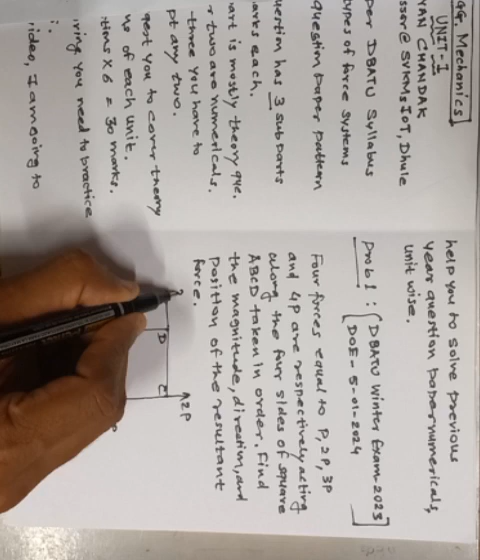 GG. Mechanics
UNIT-I
YAN CHANDAK
ssor @ SVKM's IOT, Dhule
per DBATU Syllabus
types of force systems
question paper pattern
uestion has 3 sub parts
arks each.
art is mostly theory que.
r two are numericals.
three you have to
pt any two.
gest you to cover theory
ns of each unit.
tions x 6 = 30 marks.
ring you need to practice
video, I am going to
help you to solve previous
year question paper numericals,
unit wise.
Prob 1 : [DBATU Winter Exam-2023
DOE - 5-01-2024]
Four forces equal to P, 2P, 3P
and 4P are respectively acting
along the four sides of square
ABCD taken in order. Find
the magnitude, direction, and
position of the resultant
force.
2P
C
D
3